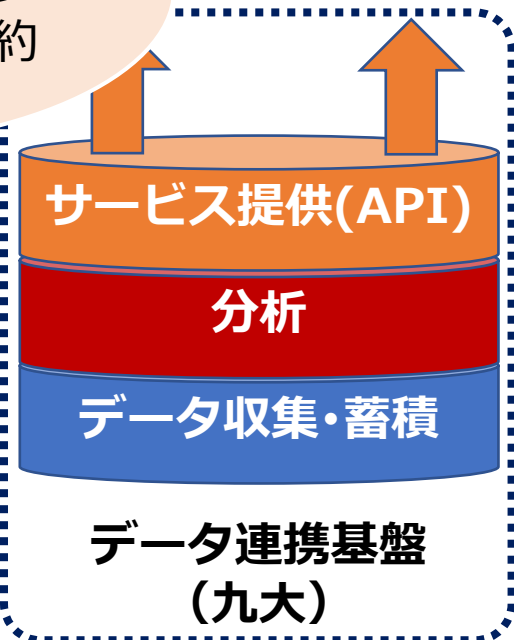 約
サービス提供(API)
分析
データ収集・蓄積
データ連携基盤
（九大）